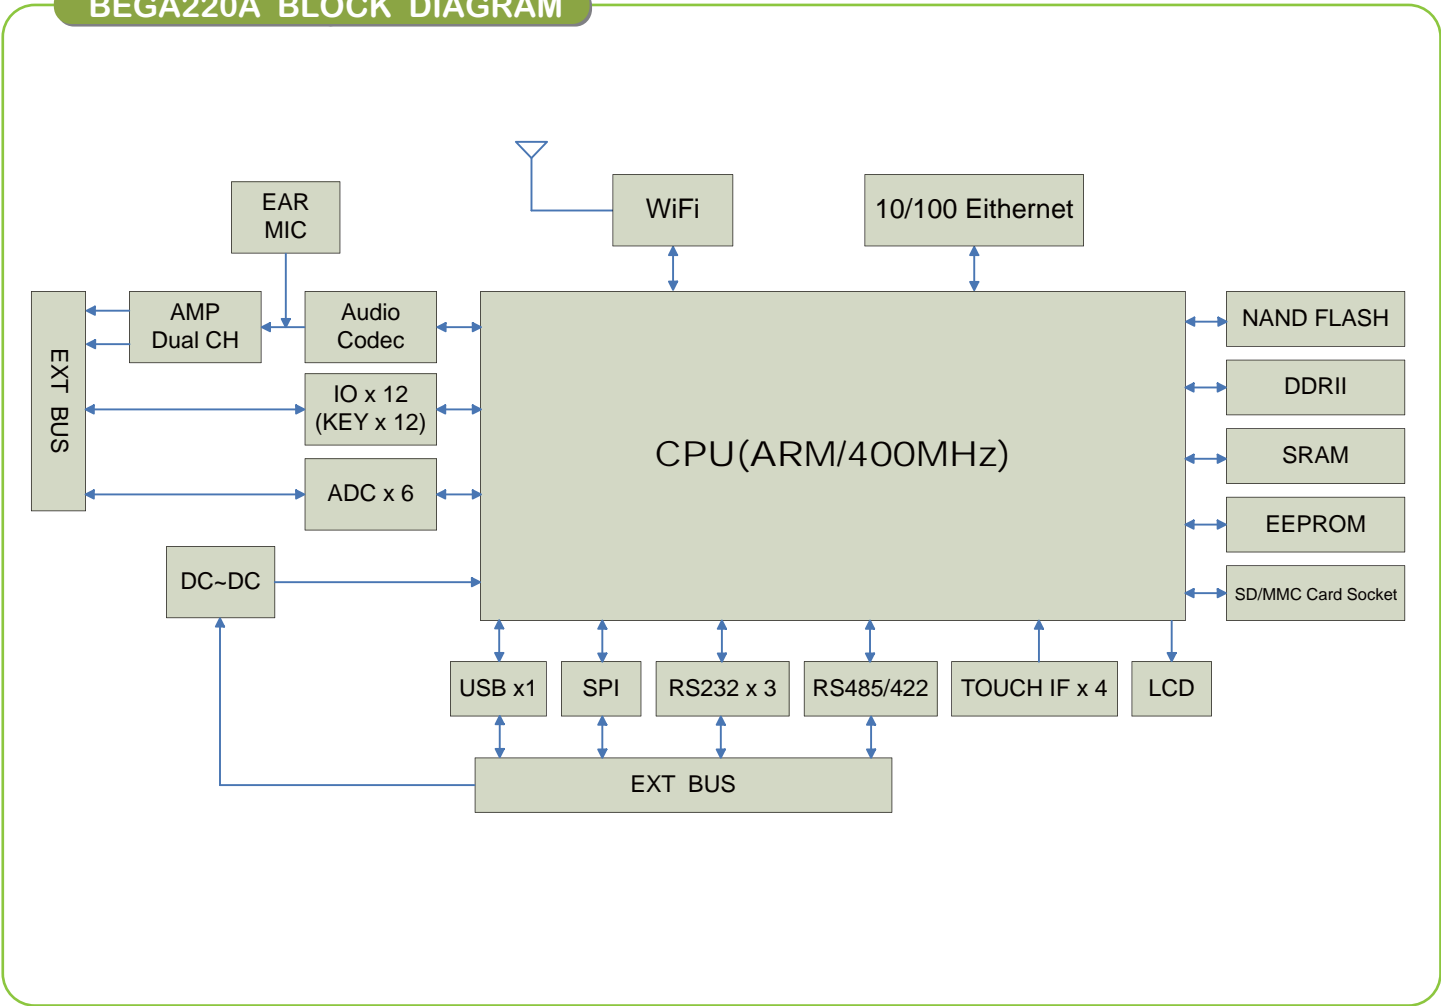 BEGA220A BLOCK DIAGRAM
EAR
MIC
WiFi
10/100 Eithernet
EXT BUS
AMP
Dual CH
Audio
Codec
IO x 12
(KEY x 12)
ADC x 6
DC~DC
CPU(ARM/400MHz)
NAND FLASH
DDRII
SRAM
EEPROM
SD/MMC Card Socket
USB x1
SPI
RS232 x 3
RS485/422
TOUCH IF x 4
LCD
EXT BUS